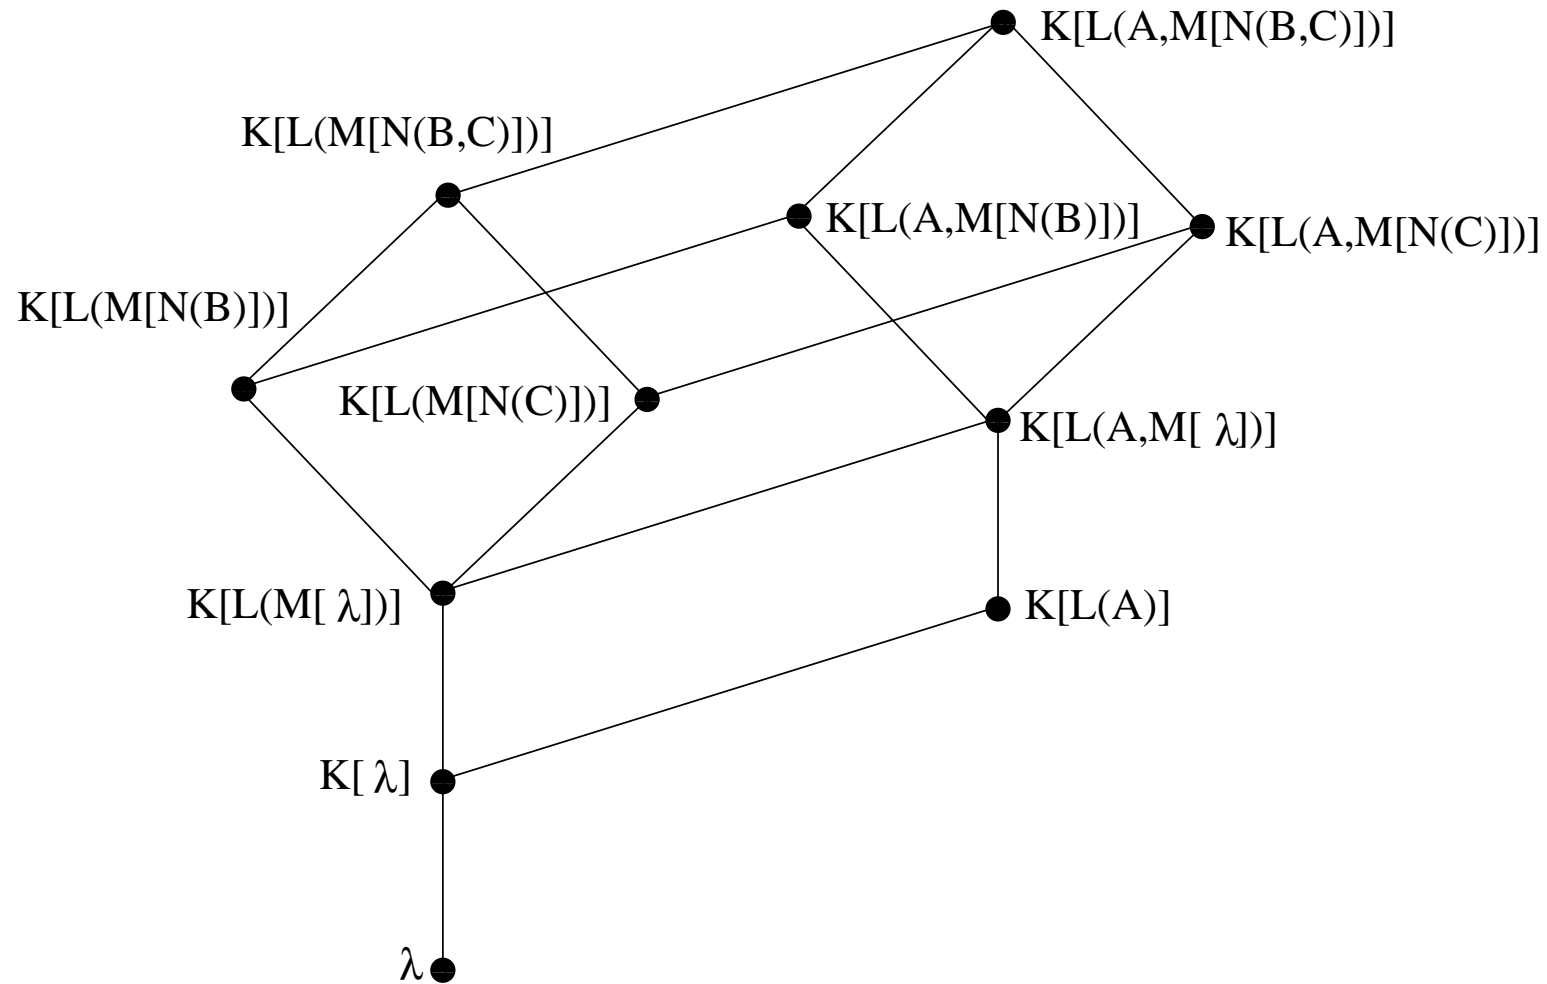 K[L(A,M[N(B,C)])]
K[L(M[N(B,C)])]
K[L(A,M[N(B)])]
K[L(A,M[N(C)])]
K[L(M[N(B)])]
K[L(M[N(C)])]
K[L(A,M[ λ])]
K[L(M[ λ])]
K[L(A)]
K[ λ]
λ